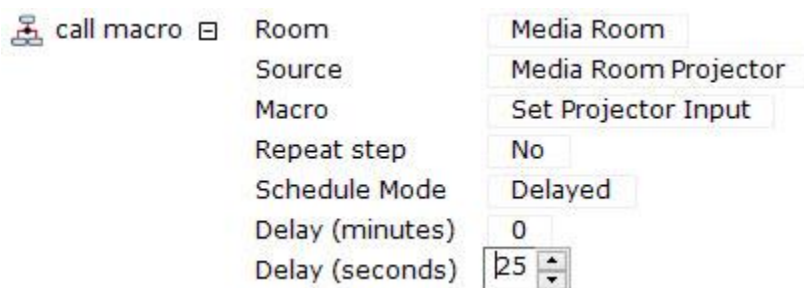 call macro Room Media Room
Source Media Room Projector
Macro Set Projector Input
Repeat step No
Schedule Mode Delayed
Delay (minutes) 0
Delay (seconds) 25